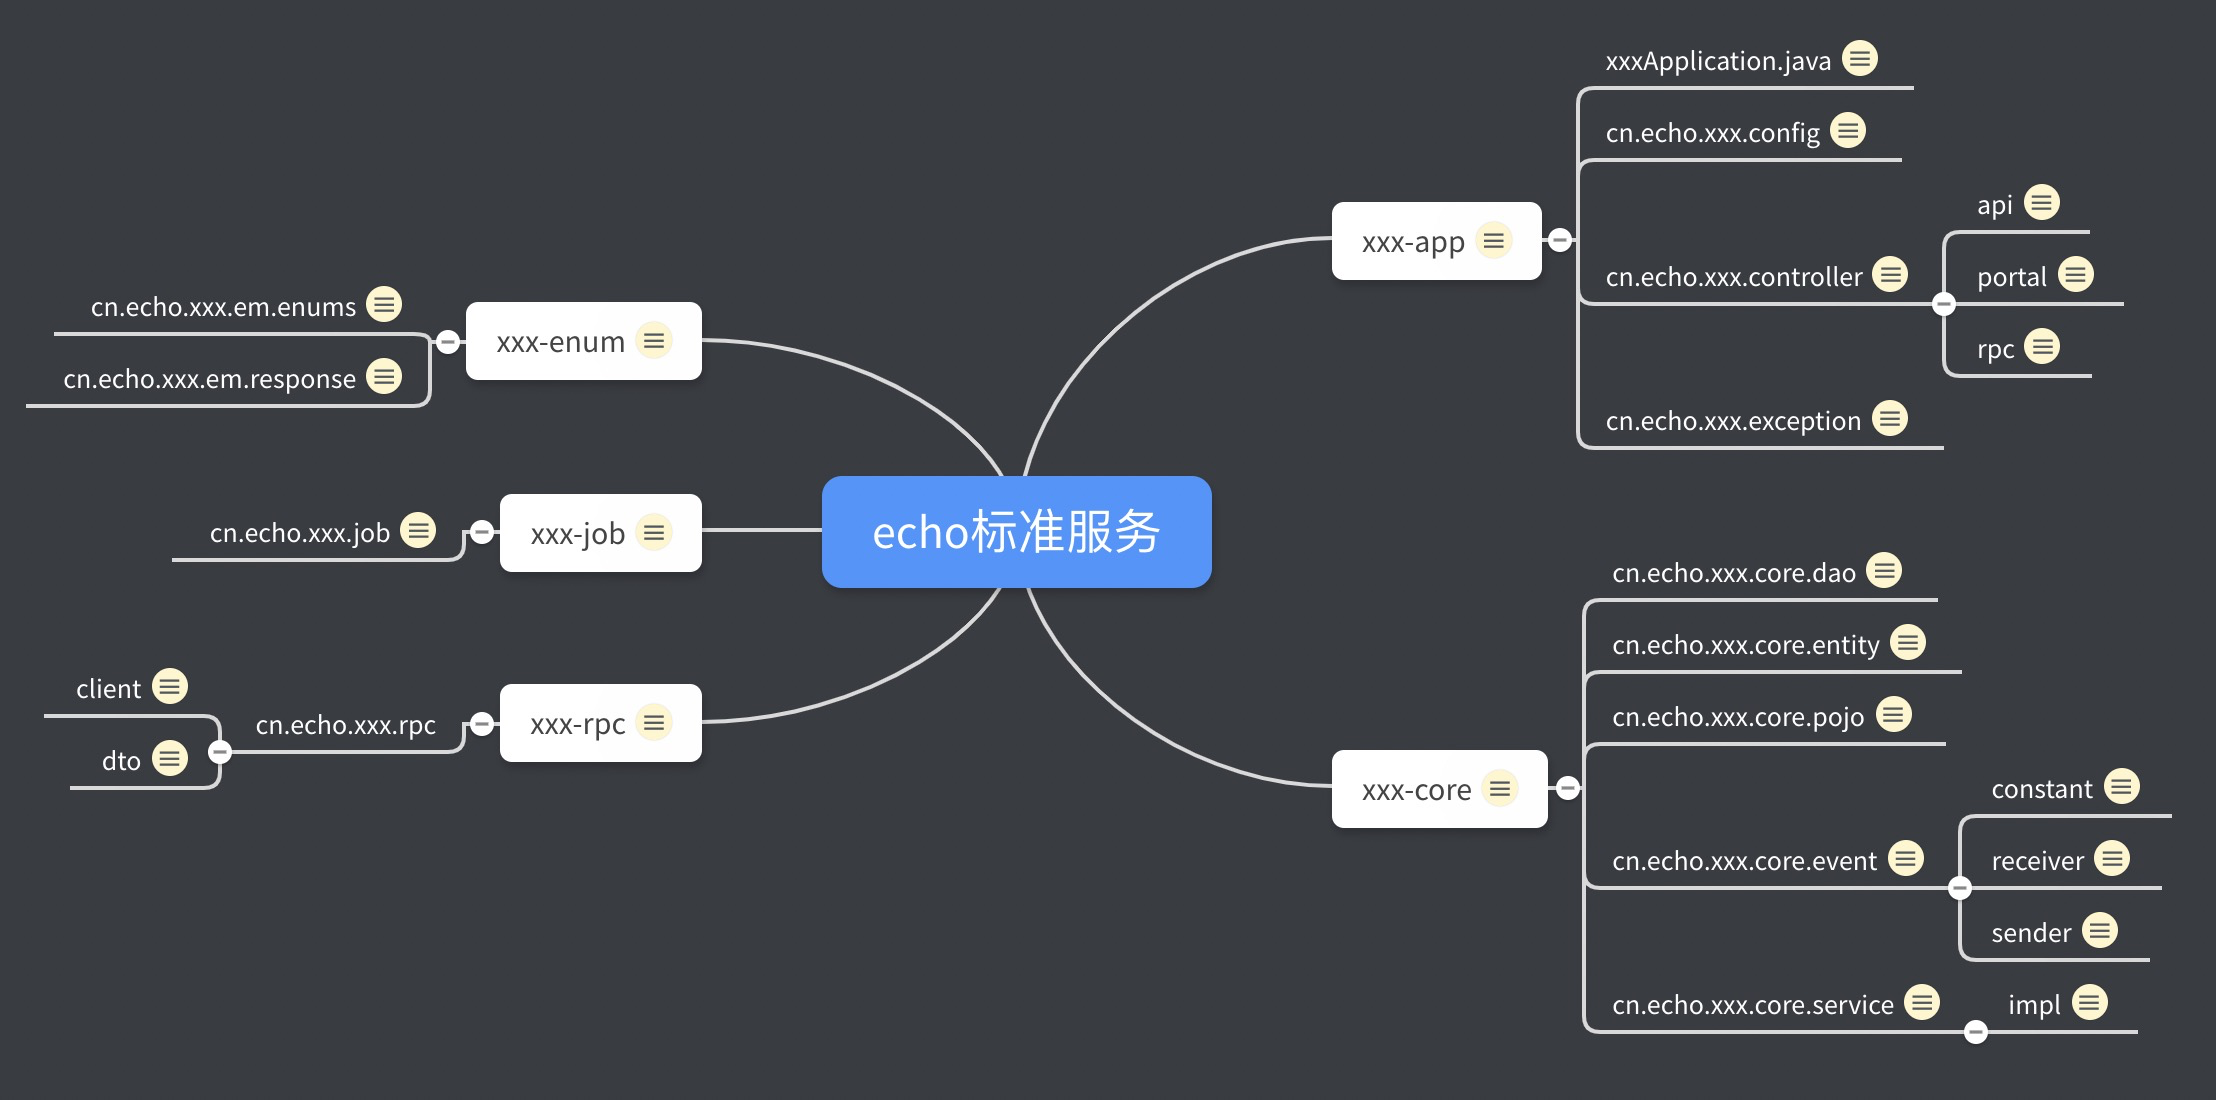 echo标准服务
xxx-app
xxxApplication.java
cn.echo.xxx.config
cn.echo.xxx.controller
api
portal
rpc
cn.echo.xxx.exception
xxx-core
cn.echo.xxx.core.dao
cn.echo.xxx.core.entity
cn.echo.xxx.core.pojo
cn.echo.xxx.core.event
constant
receiver
sender
cn.echo.xxx.core.service
impl
xxx-enum
cn.echo.xxx.em.enums
cn.echo.xxx.em.response
xxx-job
cn.echo.xxx.job
xxx-rpc
cn.echo.xxx.rpc
client
dto